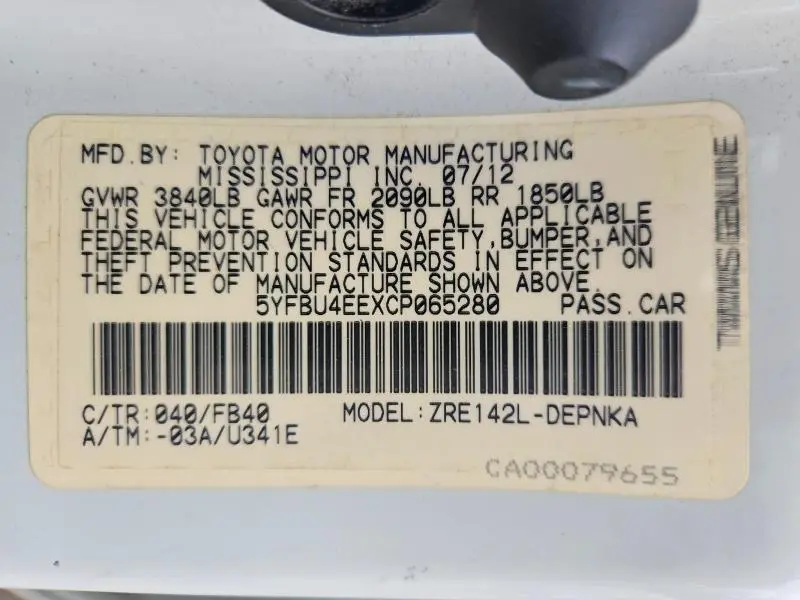 MFD.BY: TOYOTA MOTOR MANUFACTURING
MISSISSIPPI INC. 07/12
GVWR 3840LB GAWR FR 2090LB RR 1850LB
THIS VEHICLE CONFORMS TO ALL APPLICABLE
FEDERAL MOTOR VEHICLE SAFETY,BUMPER,AND
THEFT PREVENTION STANDARDS IN EFFECT ON
THE DATE OF MANUFACTURE SHOWN ABOVE.
5YFBU4EEXCP065280 PASS.CAR
C/TR:040/FB40 MODEL:ZRE142L-DEPNKA
A/TM:-03A/U341E
CA00079655